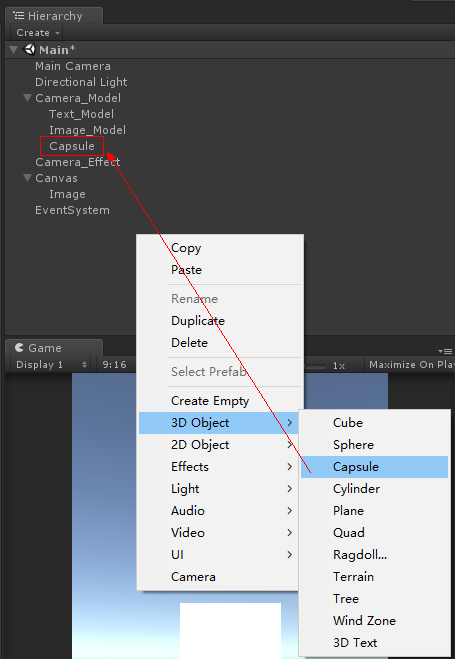 Hierarchy
Create
Main*
Main Camera
Directional Light
Camera_Model
Text_Model
Image_Model
Capsule
Camera_Effect
Canvas
Image
EventSystem
Copy
Paste
Rename
Duplicate
Delete
Select Prefab
Create Empty
3D Object
2D Object
Effects
Light
Audio
Video
UI
Camera
Game
Display 1 9:16 1x Maximize On Play
Cube
Sphere
Capsule
Cylinder
Plane
Quad
Ragdoll...
Terrain
Tree
Wind Zone
3D Text